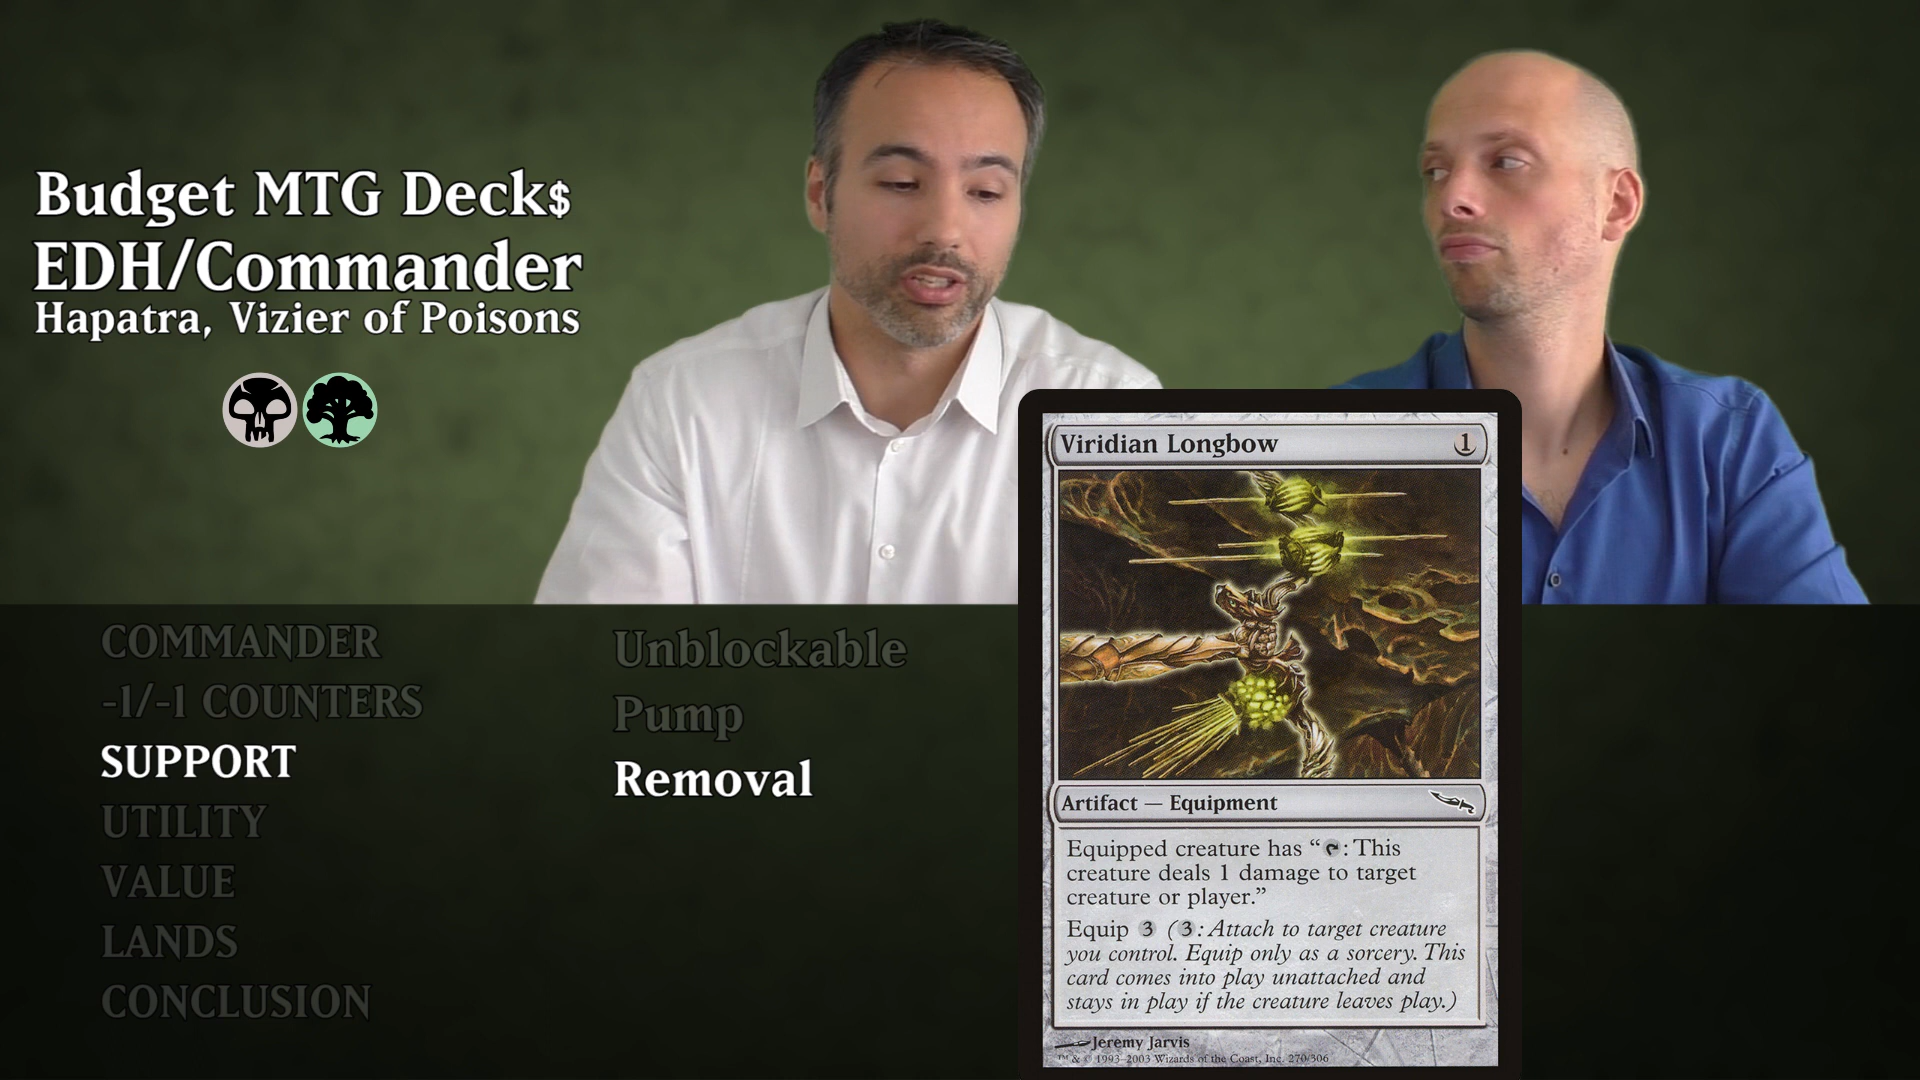 Budget MTG Deck$
EDH/Commander
Hapatra, Vizier of Poisons
COMMANDER
-1/-1 COUNTERS
SUPPORT
UTILITY
VALUE
LANDS
CONCLUSION
Unblockable
Pump
Removal
Viridian Longbow 1
Artifact — Equipment
Equipped creature has “: This
creature deals 1 damage to target
creature or player.”
Equip 3 (3: Attach to target creature
you control. Equip only as a sorcery. This
card comes into play unattached and
stays in play if the creature leaves play.)
Jeremy Jarvis
™ & © 1993–2003 Wizards of the Coast, Inc. 270/306